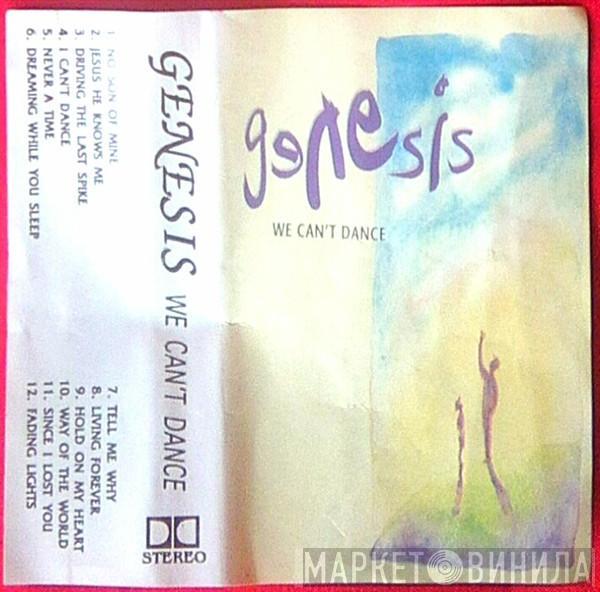 1. NO SON OF MINE
2. JESUS HE KNOWS ME
3. DRIVING THE LAST SPIKE
4. I CAN'T DANCE
5. NEVER A TIME
6. DREAMING WHILE YOU SLEEP
7. TELL ME WHY
8. LIVING FOREVER
9. HOLD ON MY HEART
10. WAY OF THE WORLD
11. SINCE I LOST YOU
12. FADING LIGHTS
GENESIS WE CAN'T DANCE
STEREO
genesis
WE CAN'T DANCE
МАРКЕТ ВИНИЛА